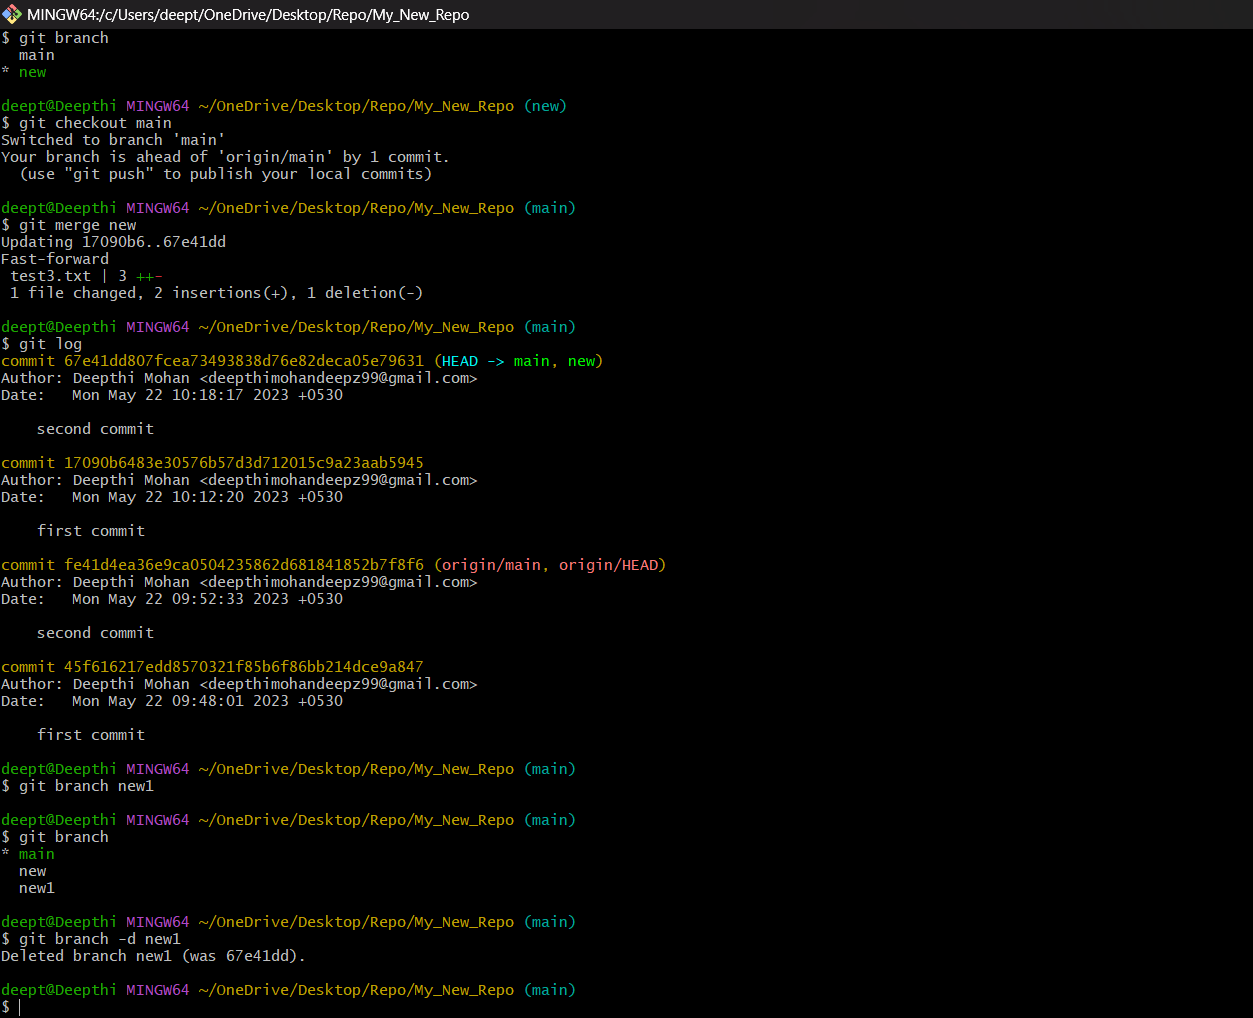 MINGW64:/c/Users/deept/OneDrive/Desktop/Repo/My_New_Repo
$ git branch
  main
* new

deept@Deepthi MINGW64 ~/OneDrive/Desktop/Repo/My_New_Repo (new)
$ git checkout main
Switched to branch 'main'
Your branch is ahead of 'origin/main' by 1 commit.
  (use "git push" to publish your local commits)

deept@Deepthi MINGW64 ~/OneDrive/Desktop/Repo/My_New_Repo (main)
$ git merge new
Updating 17090b6..67e41dd
Fast-forward
 test3.txt | 3 ++-
 1 file changed, 2 insertions(+), 1 deletion(-)

deept@Deepthi MINGW64 ~/OneDrive/Desktop/Repo/My_New_Repo (main)
$ git log
commit 67e41dd807fcea73493838d76e82deca05e79631 (HEAD -> main, new)
Author: Deepthi Mohan <deepthimohandeepz99@gmail.com>
Date:   Mon May 22 10:18:17 2023 +0530

    second commit

commit 17090b6483e30576b57d3d712015c9a23aab5945
Author: Deepthi Mohan <deepthimohandeepz99@gmail.com>
Date:   Mon May 22 10:12:20 2023 +0530

    first commit

commit fe41d4ea36e9ca0504235862d681841852b7f8f6 (origin/main, origin/HEAD)
Author: Deepthi Mohan <deepthimohandeepz99@gmail.com>
Date:   Mon May 22 09:52:33 2023 +0530

    second commit

commit 45f616217edd8570321f85b6f86bb214dce9a847
Author: Deepthi Mohan <deepthimohandeepz99@gmail.com>
Date:   Mon May 22 09:48:01 2023 +0530

    first commit

deept@Deepthi MINGW64 ~/OneDrive/Desktop/Repo/My_New_Repo (main)
$ git branch new1

deept@Deepthi MINGW64 ~/OneDrive/Desktop/Repo/My_New_Repo (main)
$ git branch
* main
  new
  new1

deept@Deepthi MINGW64 ~/OneDrive/Desktop/Repo/My_New_Repo (main)
$ git branch -d new1
Deleted branch new1 (was 67e41dd).

deept@Deepthi MINGW64 ~/OneDrive/Desktop/Repo/My_New_Repo (main)
$